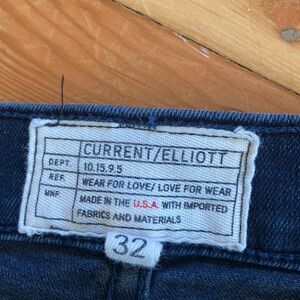 CURRENT/ELLIOTT
DEPT. 10.15.9.5
REF. WEAR FOR LOVE/ LOVE FOR WEAR
MNF. MADE IN THE U.S.A. WITH IMPORTED
FABRICS AND MATERIALS
32